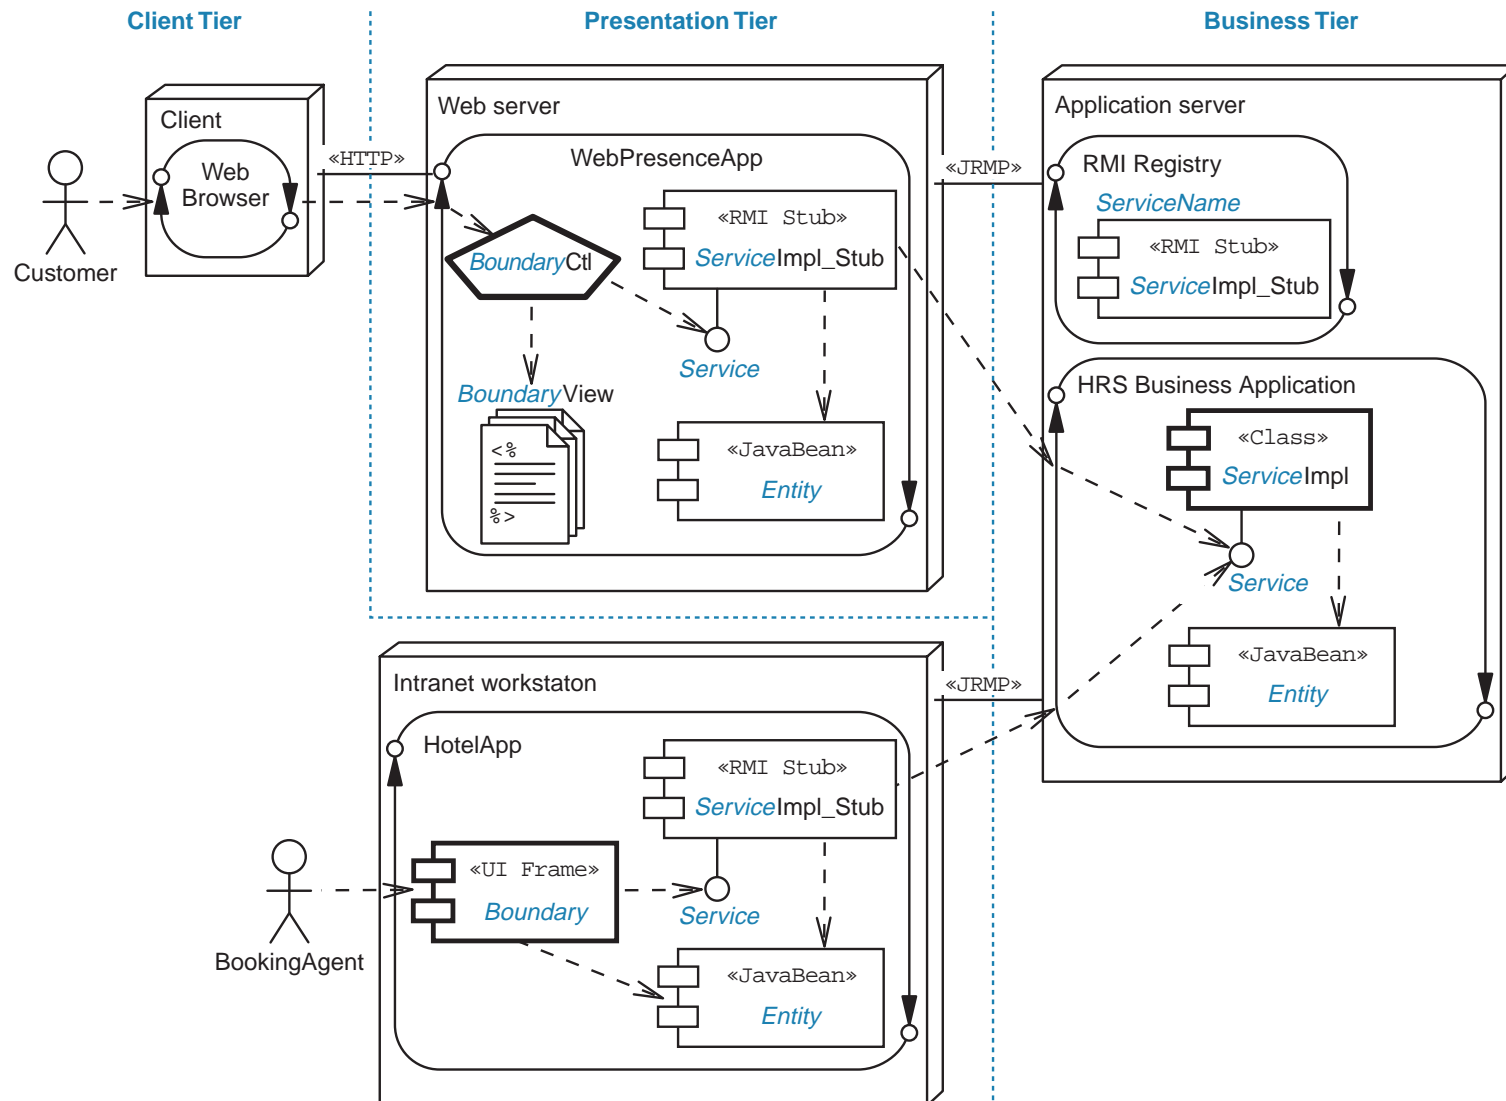 Client Tier
Presentation Tier
Business Tier
Client
Web
Browser
Customer
«HTTP»
Web server
WebPresenceApp
«RMI Stub»
ServiceImpl_Stub
BoundaryCtl
Service
BoundaryView
<%
%>
«JavaBean»
Entity
«JRMP»
Application server
RMI Registry
ServiceName
«RMI Stub»
ServiceImpl_Stub
HRS Business Application
«Class»
ServiceImpl
Service
«JavaBean»
Entity
Intranet workstaton
HotelApp
«RMI Stub»
ServiceImpl_Stub
«UI Frame»
Boundary
Service
«JavaBean»
Entity
BookingAgent
«JRMP»